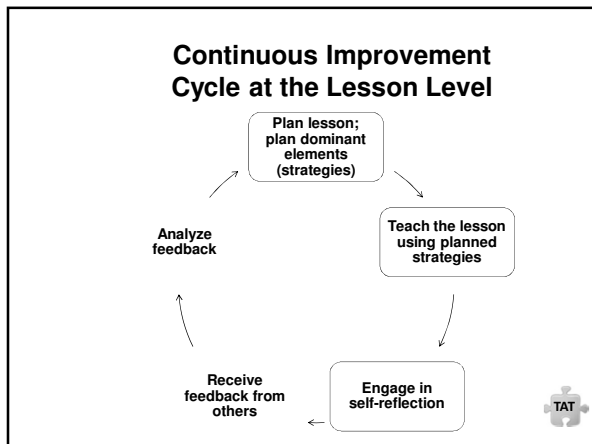 Continuous Improvement
Cycle at the Lesson Level
Plan lesson;
plan dominant
elements
(strategies)
Teach the lesson
using planned
strategies
Engage in
self-reflection
Receive
feedback from
others
Analyze
feedback
TAT